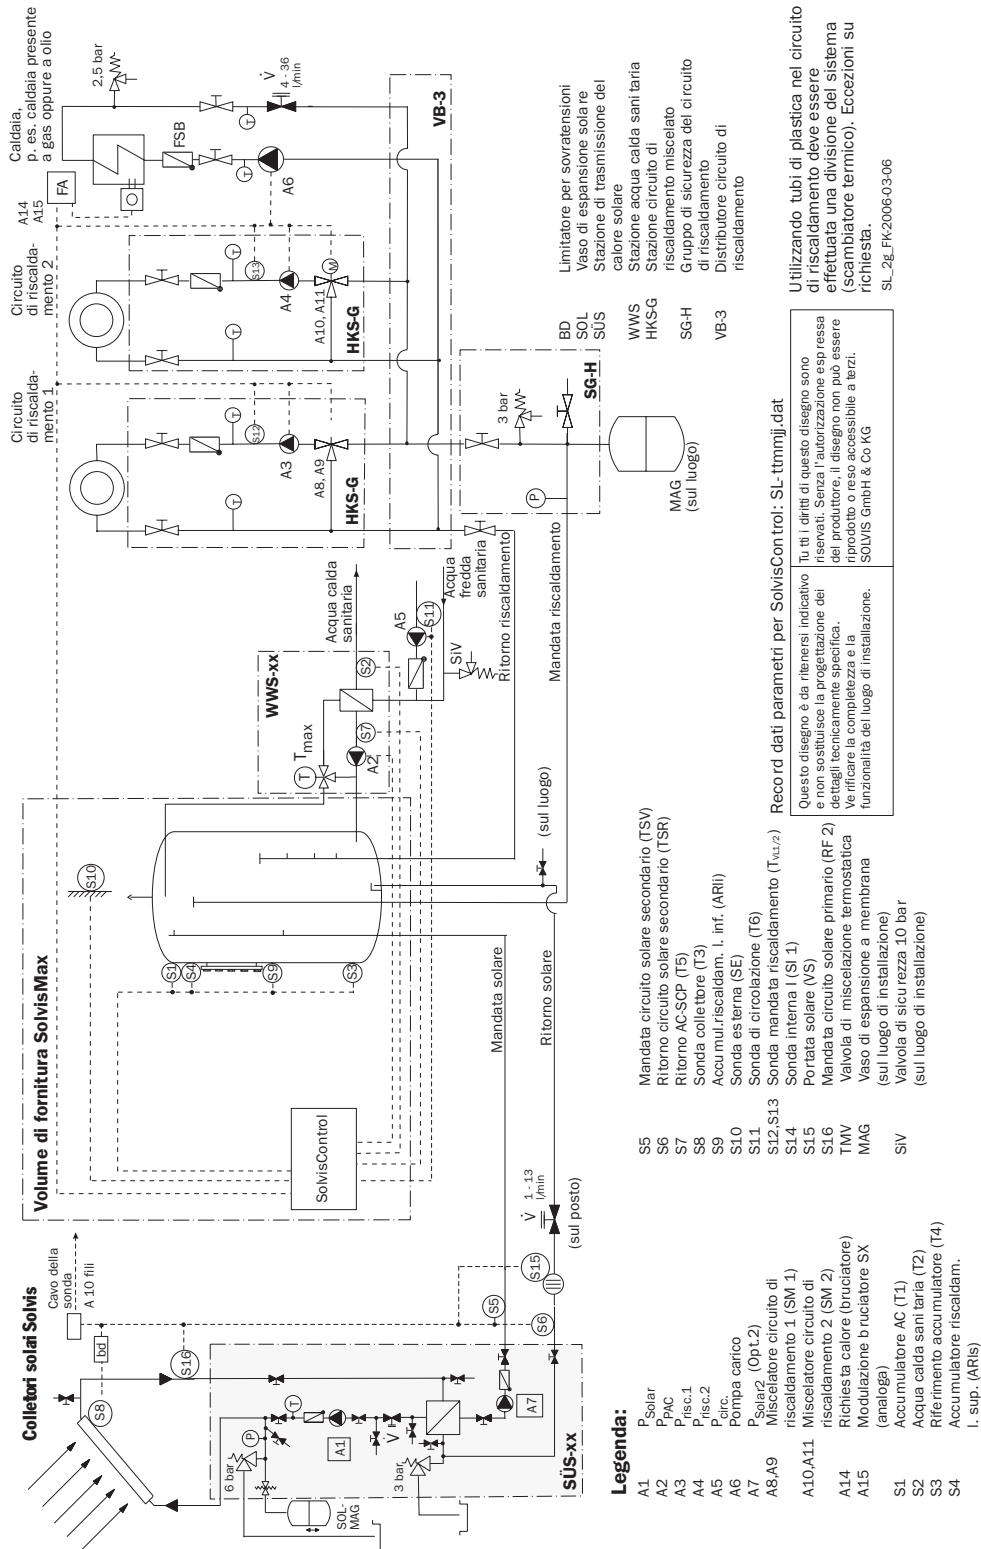 Colletori solari Solvis
Cavo della
sonda
A 10 fili
bd
S8
S16
6 bar
P
T
A1
V̇
3 bar
SOL-
MAG
SÜS-xx
A7
S5
S6
S15
V̇
1 - 13
l/min
(sul posto)
Volume di fornitura SolvisMax
SolvisControl
S10
S1
S4
S9
S3
Mandata solare
Ritorno solare
(sul luogo)
WWS-xx
T
Tmax
A2
S7
S2
Acqua calda
sanitaria
A5
S11
SiV
Acqua
fredda
sanitaria
Ritorno riscaldamento
Mandata riscaldamento
Circuito
di riscalda-
mento 1
T
T
S12
A3
A8, A9
HKS-G
Circuito
di riscalda-
mento 2
T
T
S13
A4
M
A10, A11
HKS-G
A14
A15
FA
Caldaia,
p. es. caldaia presente
a gas oppure a olio
2,5 bar
FSB
T
T
A6
V̇
4 - 36
l/min
VB-3
SG-H
3 bar
P
MAG
(sul luogo)
Legenda:
A1 PSolar
A2 PPAC
A3 Prisc.1
A4 Prisc.2
A5 Pcirc.
A6 Pompa carico
A7 PSolar2 (Opt.2)
A8,A9 Miscelatore circuito di
riscaldamento 1 (SM 1)
A10,A11 Miscelatore circuito di
riscaldamento 2 (SM 2)
A14 Richiesta calore (bruciatore)
A15 Modulazione bruciatore SX
(analoga)
S1 Accumulatore AC (T1)
S2 Acqua calda sanitaria (T2)
S3 Riferimento accumulatore (T4)
S4 Accumulatore riscaldam.
l. sup. (ARIs)
S5 Mandata circuito solare secondario (TSV)
S6 Ritorno circuito solare secondario (TSR)
S7 Ritorno AC-SCP (T5)
S8 Sonda collettore (T3)
S9 Accumul.riscaldam. l. inf. (ARIi)
S10 Sonda esterna (SE)
S11 Sonda di circolazione (T6)
S12,S13 Sonda mandata riscaldamento (TVL1/2)
S14 Sonda interna I (SI 1)
S15 Portata solare (VS)
S16 Mandata circuito solare primario (RF 2)
TMV Valvola di miscelazione termostatica
MAG Vaso di espansione a membrana
(sul luogo di installazione)
SiV Valvola di sicurezza 10 bar
(sul luogo di installazione)
BD Limitatore per sovratensioni
SOL Vaso di espansione solare
SÜS Stazione di trasmissione del
calore solare
WWS Stazione acqua calda sanitaria
HKS-G Stazione circuito di
riscaldamento miscelato
SG-H Gruppo di sicurezza del circuito
di riscaldamento
VB-3 Distributore circuito di
riscaldamento
Record dati parametri per SolvisControl: SL-ttmmjj.dat
Questo disegno è da ritenersi indicativo
e non sostituisce la progettazione dei
dettagli tecnicamente specifica.
Verificare la completezza e la
funzionalità del luogo di installazione.
Tutti i diritti di questo disegno sono
riservati. Senza l'autorizzazione espressa
del produttore, il disegno non può essere
riprodotto o reso accessibile a terzi.
SOLVIS GmbH & Co KG
Utilizzando tubi di plastica nel circuito
di riscaldamento deve essere
effettuata una divisione del sistema
(scambiatore termico). Eccezioni su
richiesta.
SL_2g_FK-2006-03-06